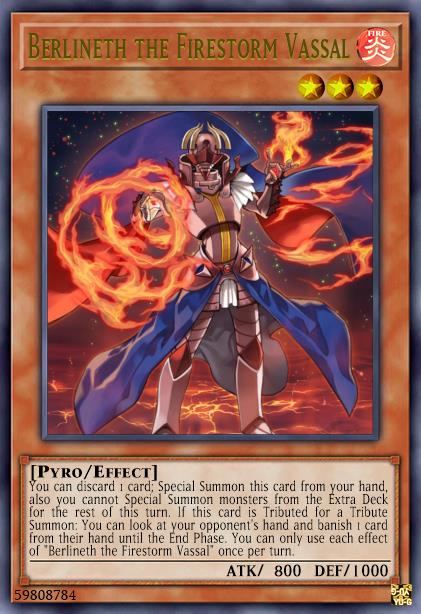 Berlineth the Firestorm Vassal
FIRE
炎
[Pyro/Effect]
You can discard 1 card; Special Summon this card from your hand,
also you cannot Special Summon monsters from the Extra Deck
for the rest of this turn. If this card is Tributed for a Tribute
Summon: You can look at your opponent's hand and banish 1 card
from their hand until the End Phase. You can only use each effect
of "Berlineth the Firestorm Vassal" once per turn.
ATK/ 800 DEF/1000
59808784